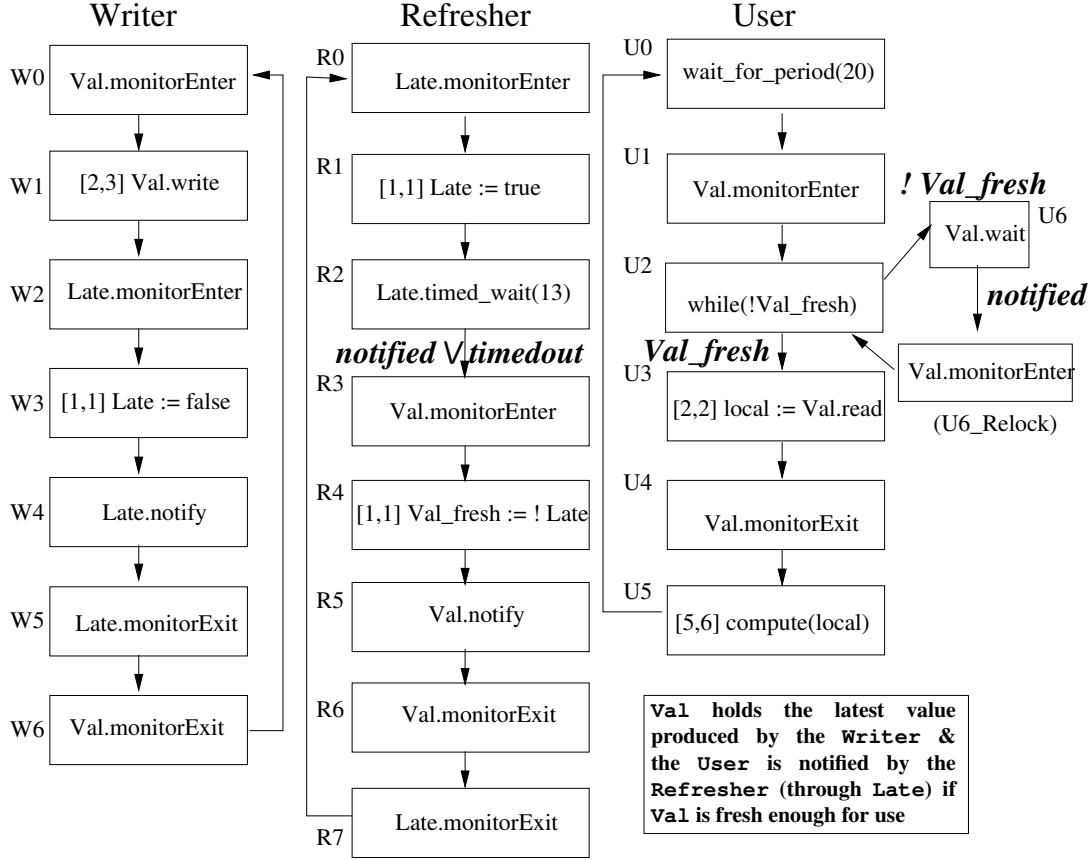 Writer
W0
Val.monitorEnter
W1
[2,3] Val.write
W2
Late.monitorEnter
W3
[1,1] Late := false
W4
Late.notify
W5
Late.monitorExit
W6
Val.monitorExit
Refresher
R0
Late.monitorEnter
R1
[1,1] Late := true
R2
Late.timed_wait(13)
notified \/ timedout
R3
Val.monitorEnter
R4
[1,1] Val_fresh := ! Late
R5
Val.notify
R6
Val.monitorExit
R7
Late.monitorExit
User
U0
wait_for_period(20)
U1
Val.monitorEnter
U2
while(!Val_fresh)
! Val_fresh
U6
Val.wait
notified
Val.monitorEnter
(U6_Relock)
Val_fresh
U3
[2,2] local := Val.read
U4
Val.monitorExit
U5
[5,6] compute(local)
Val holds the latest value
produced by the Writer &
the User is notified by the
Refresher (through Late) if
Val is fresh enough for use